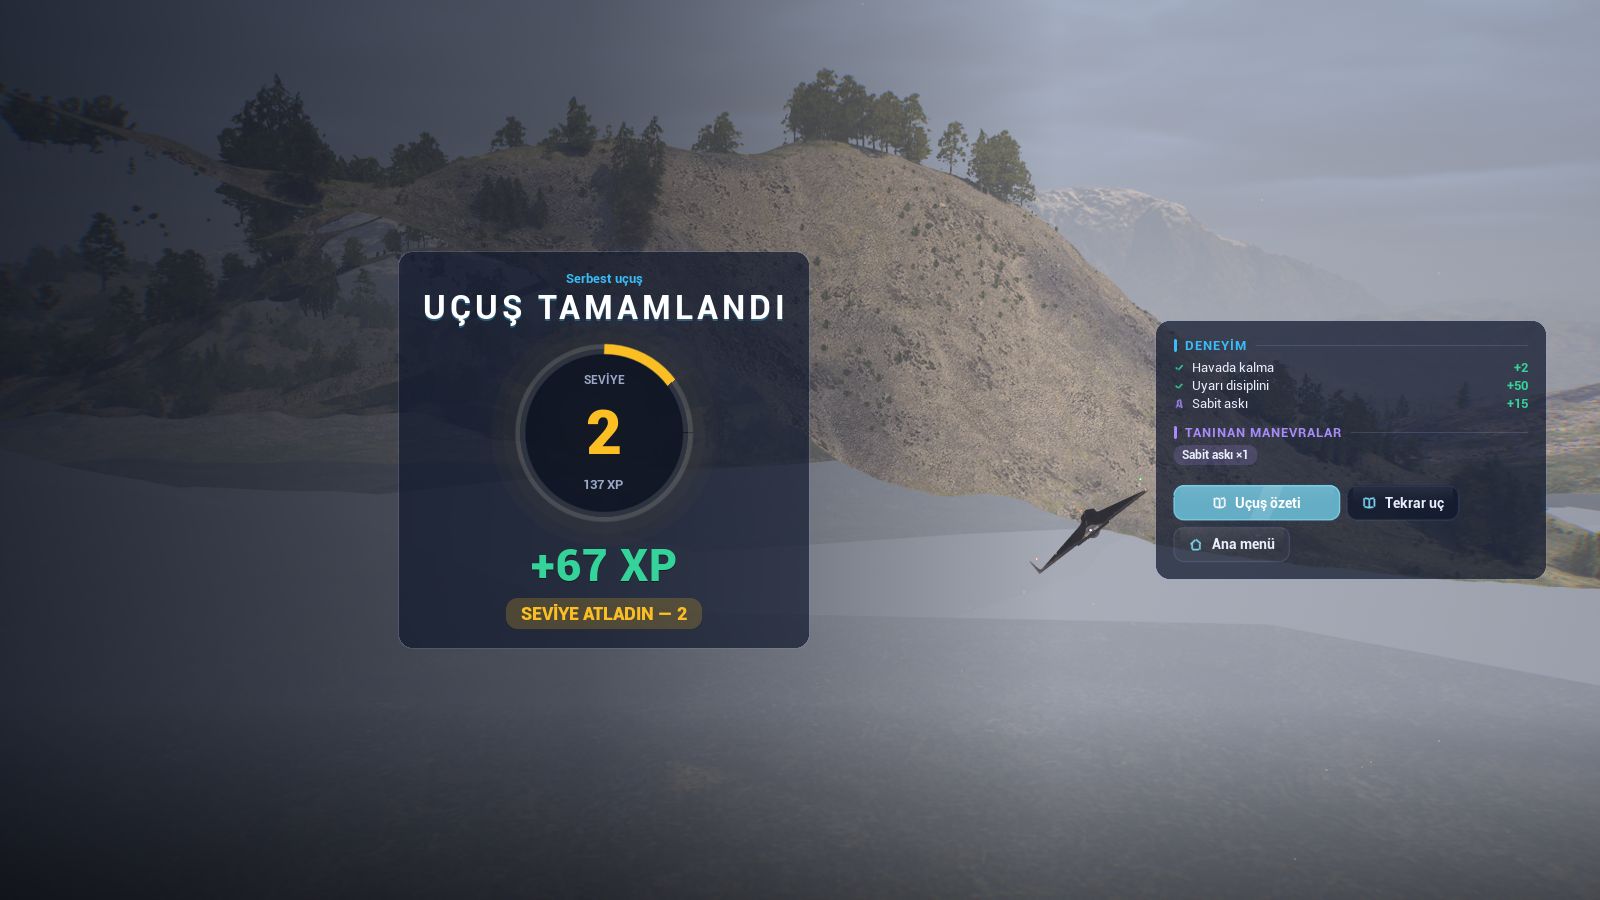 Serbest uçuş
UÇUŞ TAMAMLANDI
SEVİYE
2
137 XP
+67 XP
SEVİYE ATLADIN — 2
DENEYİM
Havada kalma +2
Uyarı disiplini +50
Sabit askı +15
TANINAN MANEVRALAR
Sabit askı ×1
Uçuş özeti
Tekrar uç
Ana menü